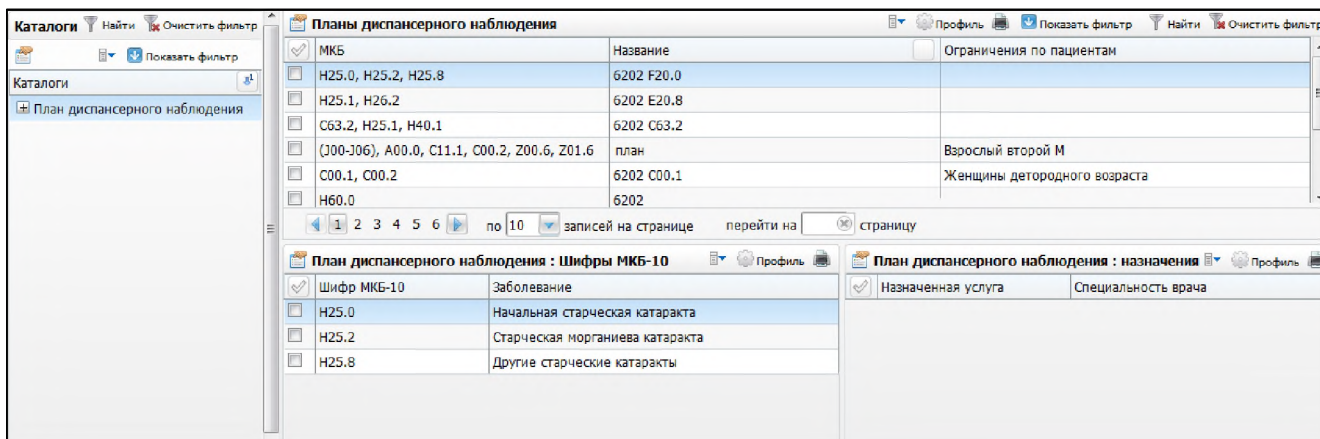 Каталоги Найти Очистить фильтр
Показать фильтр
Каталоги
План диспансерного наблюдения
Планы диспансерного наблюдения Профиль Показать фильтр Найти Очистить фильтр
МКБ Название Ограничения по пациентам
H25.0, H25.2, H25.8 6202 F20.0
H25.1, H26.2 6202 E20.8
C63.2, H25.1, H40.1 6202 C63.2
(J00-J06), A00.0, C11.1, C00.2, Z00.6, Z01.6 план Взрослый второй М
C00.1, C00.2 6202 C00.1 Женщины детородного возраста
H60.0 6202
1 2 3 4 5 6 по 10 записей на странице перейти на страницу
План диспансерного наблюдения : Шифры МКБ-10 Профиль
Шифр МКБ-10 Заболевание
H25.0 Начальная старческая катаракта
H25.2 Старческая морганиева катаракта
H25.8 Другие старческие катаракты
План диспансерного наблюдения : назначения Профиль
Назначенная услуга Специальность врача